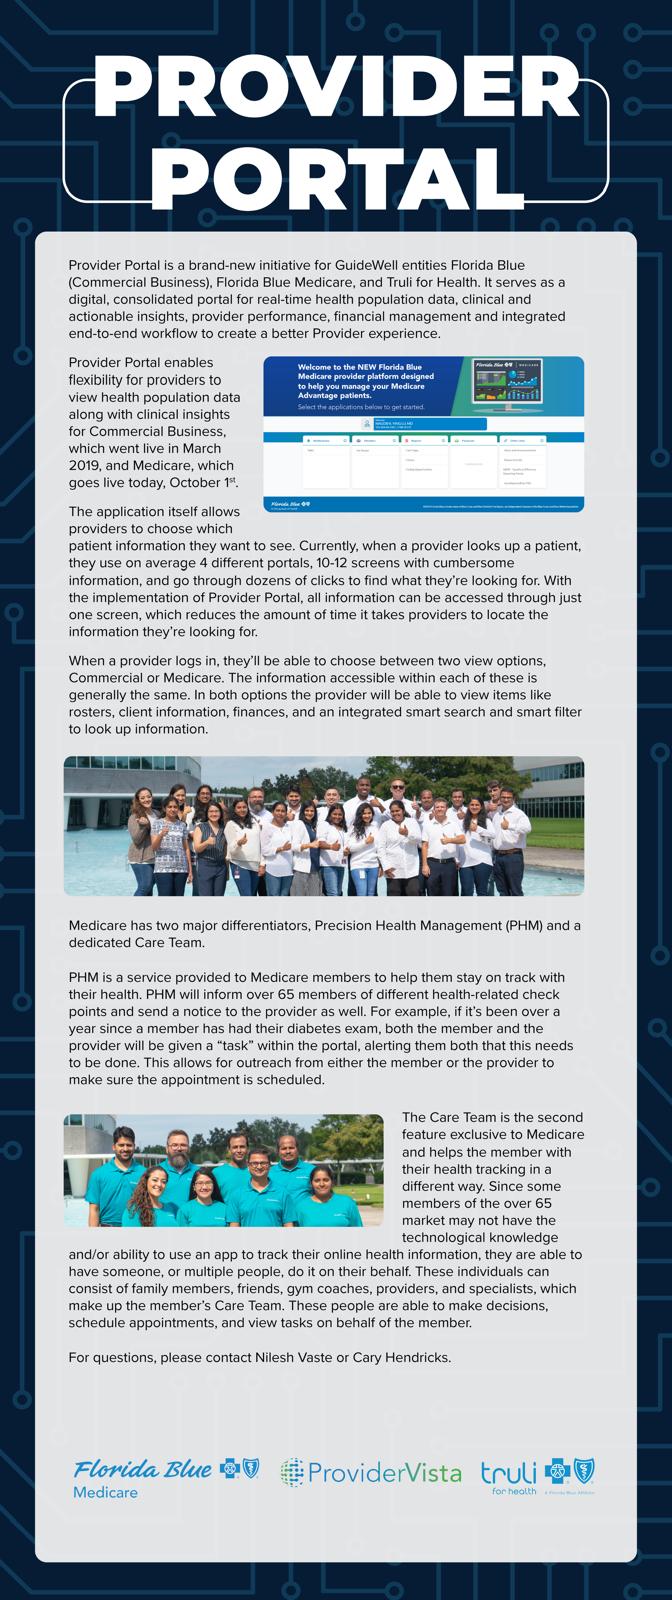 PROVIDER
PORTAL
Provider Portal is a brand-new initiative for GuideWell entities Florida Blue
(Commercial Business), Florida Blue Medicare, and Truli for Health. It serves as a
digital, consolidated portal for real-time health population data, clinical and
actionable insights, provider performance, financial management and integrated
end-to-end workflow to create a better Provider experience.
Provider Portal enables
flexibility for providers to
view health population data
along with clinical insights
for Commercial Business,
which went live in March
2019, and Medicare, which
goes live today, October 1st.
Welcome to the NEW Florida Blue
Medicare provider platform designed
to help you manage your Medicare
Advantage patients.
Select the applications below to get started.
Florida Blue
MEDICARE
Florida Blue
The application itself allows
providers to choose which
patient information they want to see. Currently, when a provider looks up a patient,
they use on average 4 different portals, 10-12 screens with cumbersome
information, and go through dozens of clicks to find what they’re looking for. With
the implementation of Provider Portal, all information can be accessed through just
one screen, which reduces the amount of time it takes providers to locate the
information they’re looking for.
When a provider logs in, they’ll be able to choose between two view options,
Commercial or Medicare. The information accessible within each of these is
generally the same. In both options the provider will be able to view items like
rosters, client information, finances, and an integrated smart search and smart filter
to look up information.
Medicare has two major differentiators, Precision Health Management (PHM) and a
dedicated Care Team.
PHM is a service provided to Medicare members to help them stay on track with
their health. PHM will inform over 65 members of different health-related check
points and send a notice to the provider as well. For example, if it’s been over a
year since a member has had their diabetes exam, both the member and the
provider will be given a “task” within the portal, alerting them both that this needs
to be done. This allows for outreach from either the member or the provider to
make sure the appointment is scheduled.
The Care Team is the second
feature exclusive to Medicare
and helps the member with
their health tracking in a
different way. Since some
members of the over 65
market may not have the
technological knowledge
and/or ability to use an app to track their online health information, they are able to
have someone, or multiple people, do it on their behalf. These individuals can
consist of family members, friends, gym coaches, providers, and specialists, which
make up the member’s Care Team. These people are able to make decisions,
schedule appointments, and view tasks on behalf of the member.
For questions, please contact Nilesh Vaste or Cary Hendricks.
Florida Blue
Medicare
ProviderVista
truli
for health
A Florida Blue Affiliate